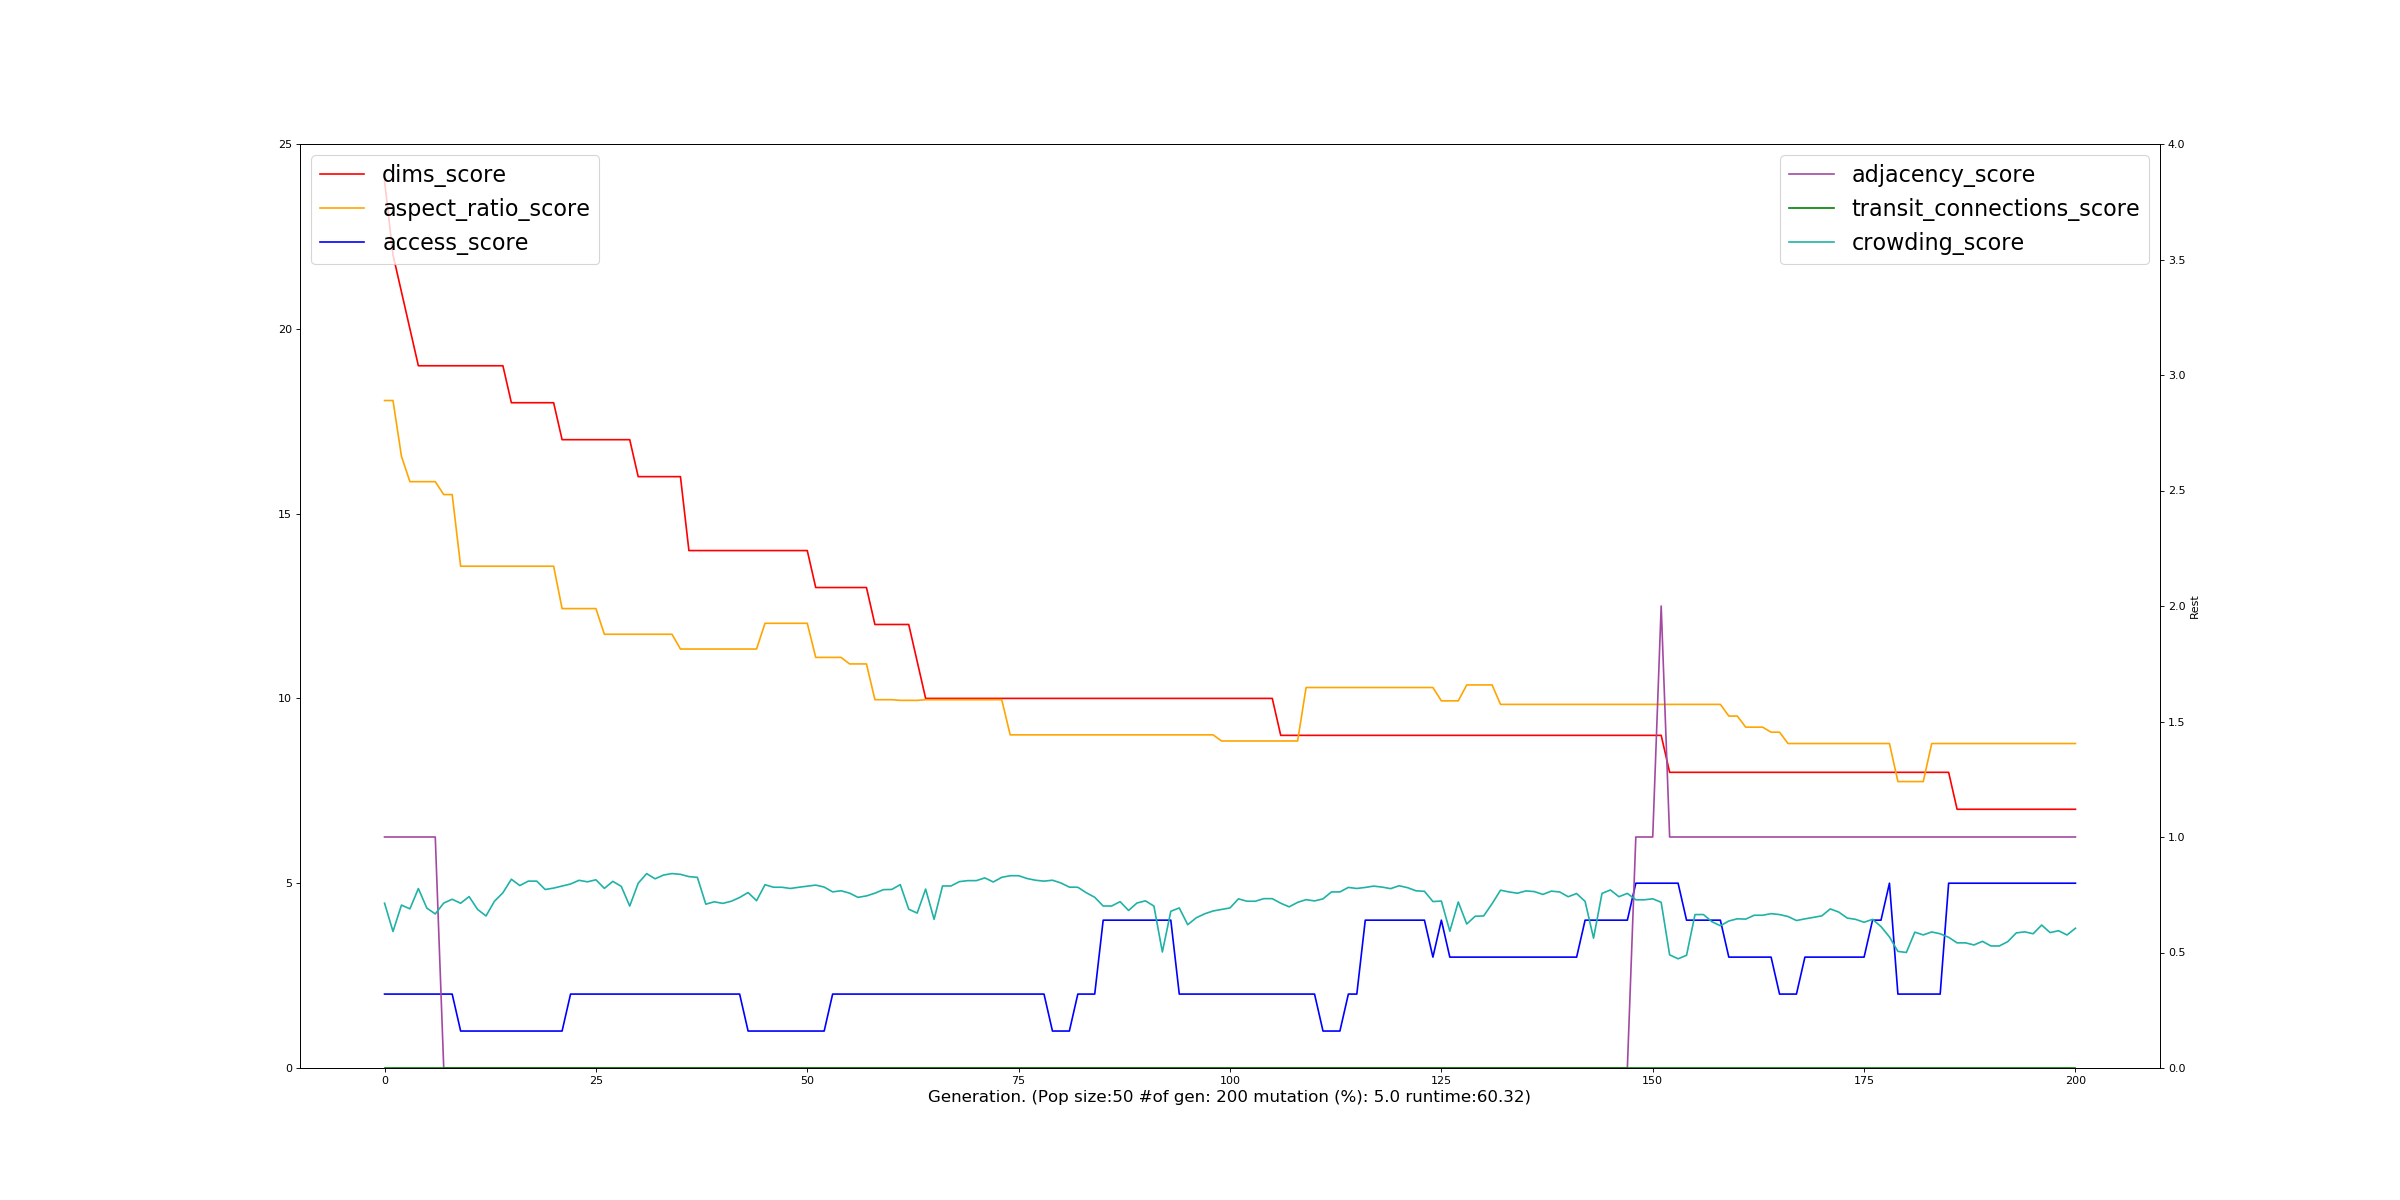 dims_score
aspect_ratio_score
access_score
adjacency_score
transit_connections_score
crowding_score
25
20
15
10
5
0
4.0
3.5
3.0
2.5
2.0
1.5
1.0
0.5
0.0
Rest
0 25 50 75 100 125 150 175 200
Generation. (Pop size:50 #of gen: 200 mutation (%): 5.0 runtime:60.32)